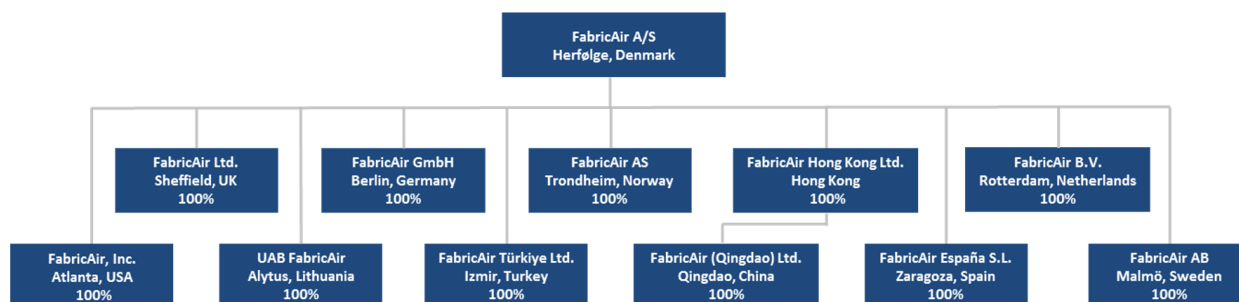 FabricAir A/S
Herfølge, Denmark
FabricAir Ltd.
Sheffield, UK
100%
FabricAir GmbH
Berlin, Germany
100%
FabricAir AS
Trondheim, Norway
100%
FabricAir Hong Kong Ltd.
Hong Kong
100%
FabricAir B.V.
Rotterdam, Netherlands
100%
FabricAir, Inc.
Atlanta, USA
100%
UAB FabricAir
Alytus, Lithuania
100%
FabricAir Türkiye Ltd.
Izmir, Turkey
100%
FabricAir (Qingdao) Ltd.
Qingdao, China
100%
FabricAir España S.L.
Zaragoza, Spain
100%
FabricAir AB
Malmö, Sweden
100%